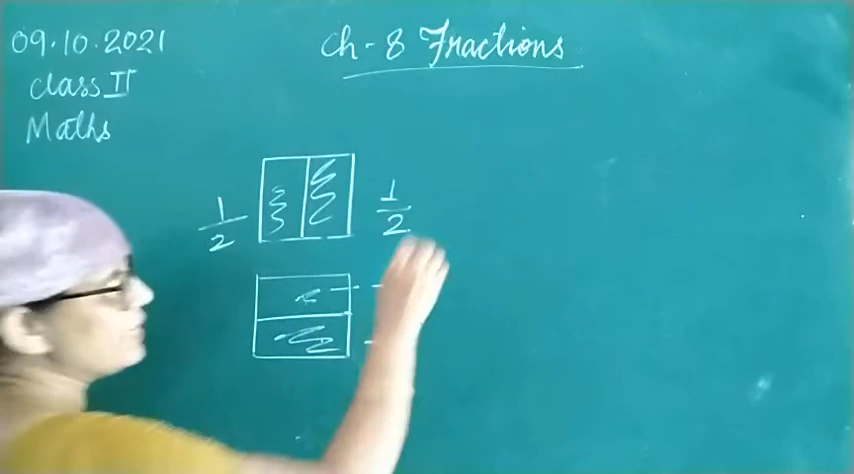 09.10.2021
Ch-8 Fractions
Class II
Maths
1/2
1/2